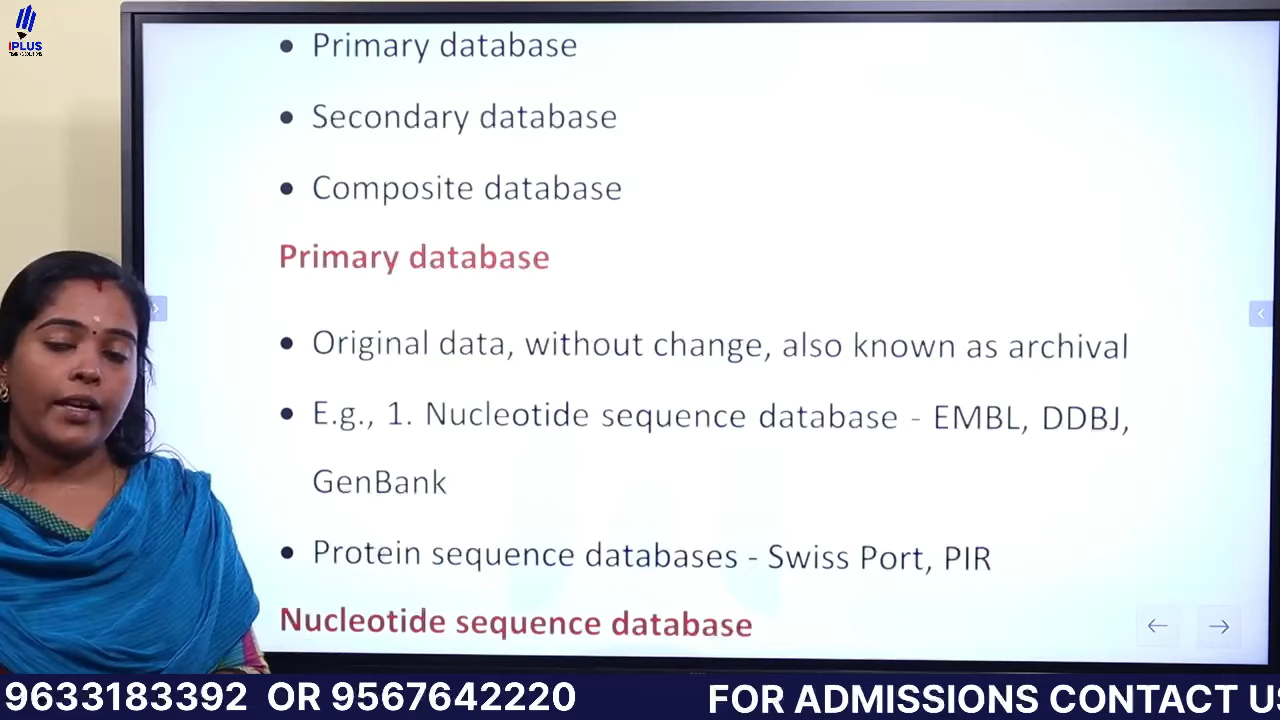 IPLUS
• Primary database
• Secondary database
• Composite database
Primary database
• Original data, without change, also known as archival
• E.g., 1. Nucleotide sequence database - EMBL, DDBJ,
GenBank
• Protein sequence databases - Swiss Port, PIR
Nucleotide sequence database
9633183392 OR 9567642220 FOR ADMISSIONS CONTACT US